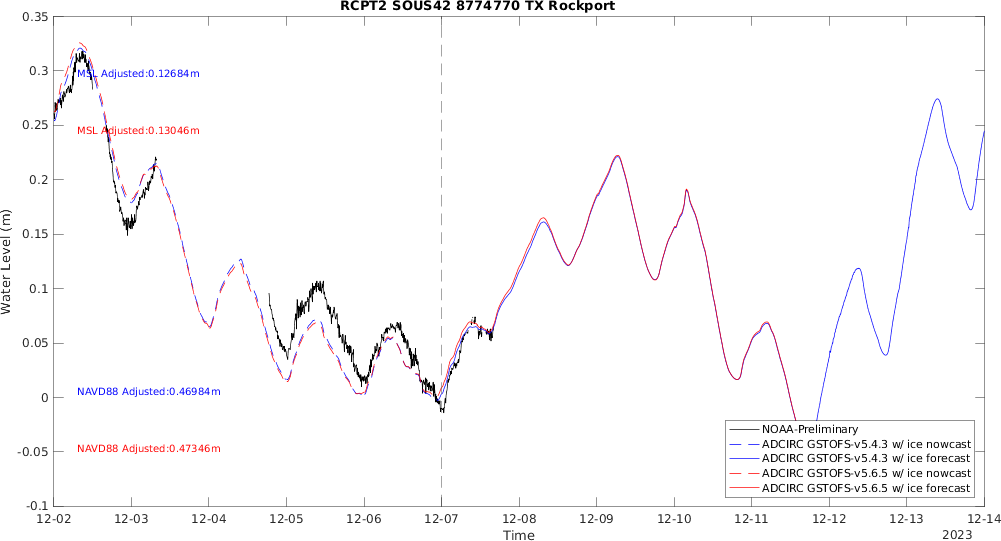 RCPT2 SOUS42 8774770 TX Rockport
0.35
0.3
0.25
0.2
0.15
0.1
0.05
0
-0.05
-0.1
Water Level (m)
MSL Adjusted:0.12684m
MSL Adjusted:0.13046m
NAVD88 Adjusted:0.46984m
NAVD88 Adjusted:0.47346m
NOAA-Preliminary
ADCIRC GSTOFS-v5.4.3 w/ ice nowcast
ADCIRC GSTOFS-v5.4.3 w/ ice forecast
ADCIRC GSTOFS-v5.6.5 w/ ice nowcast
ADCIRC GSTOFS-v5.6.5 w/ ice forecast
12-02 12-03 12-04 12-05 12-06 12-07 12-08 12-09 12-10 12-11 12-12 12-13 12-14
Time
2023